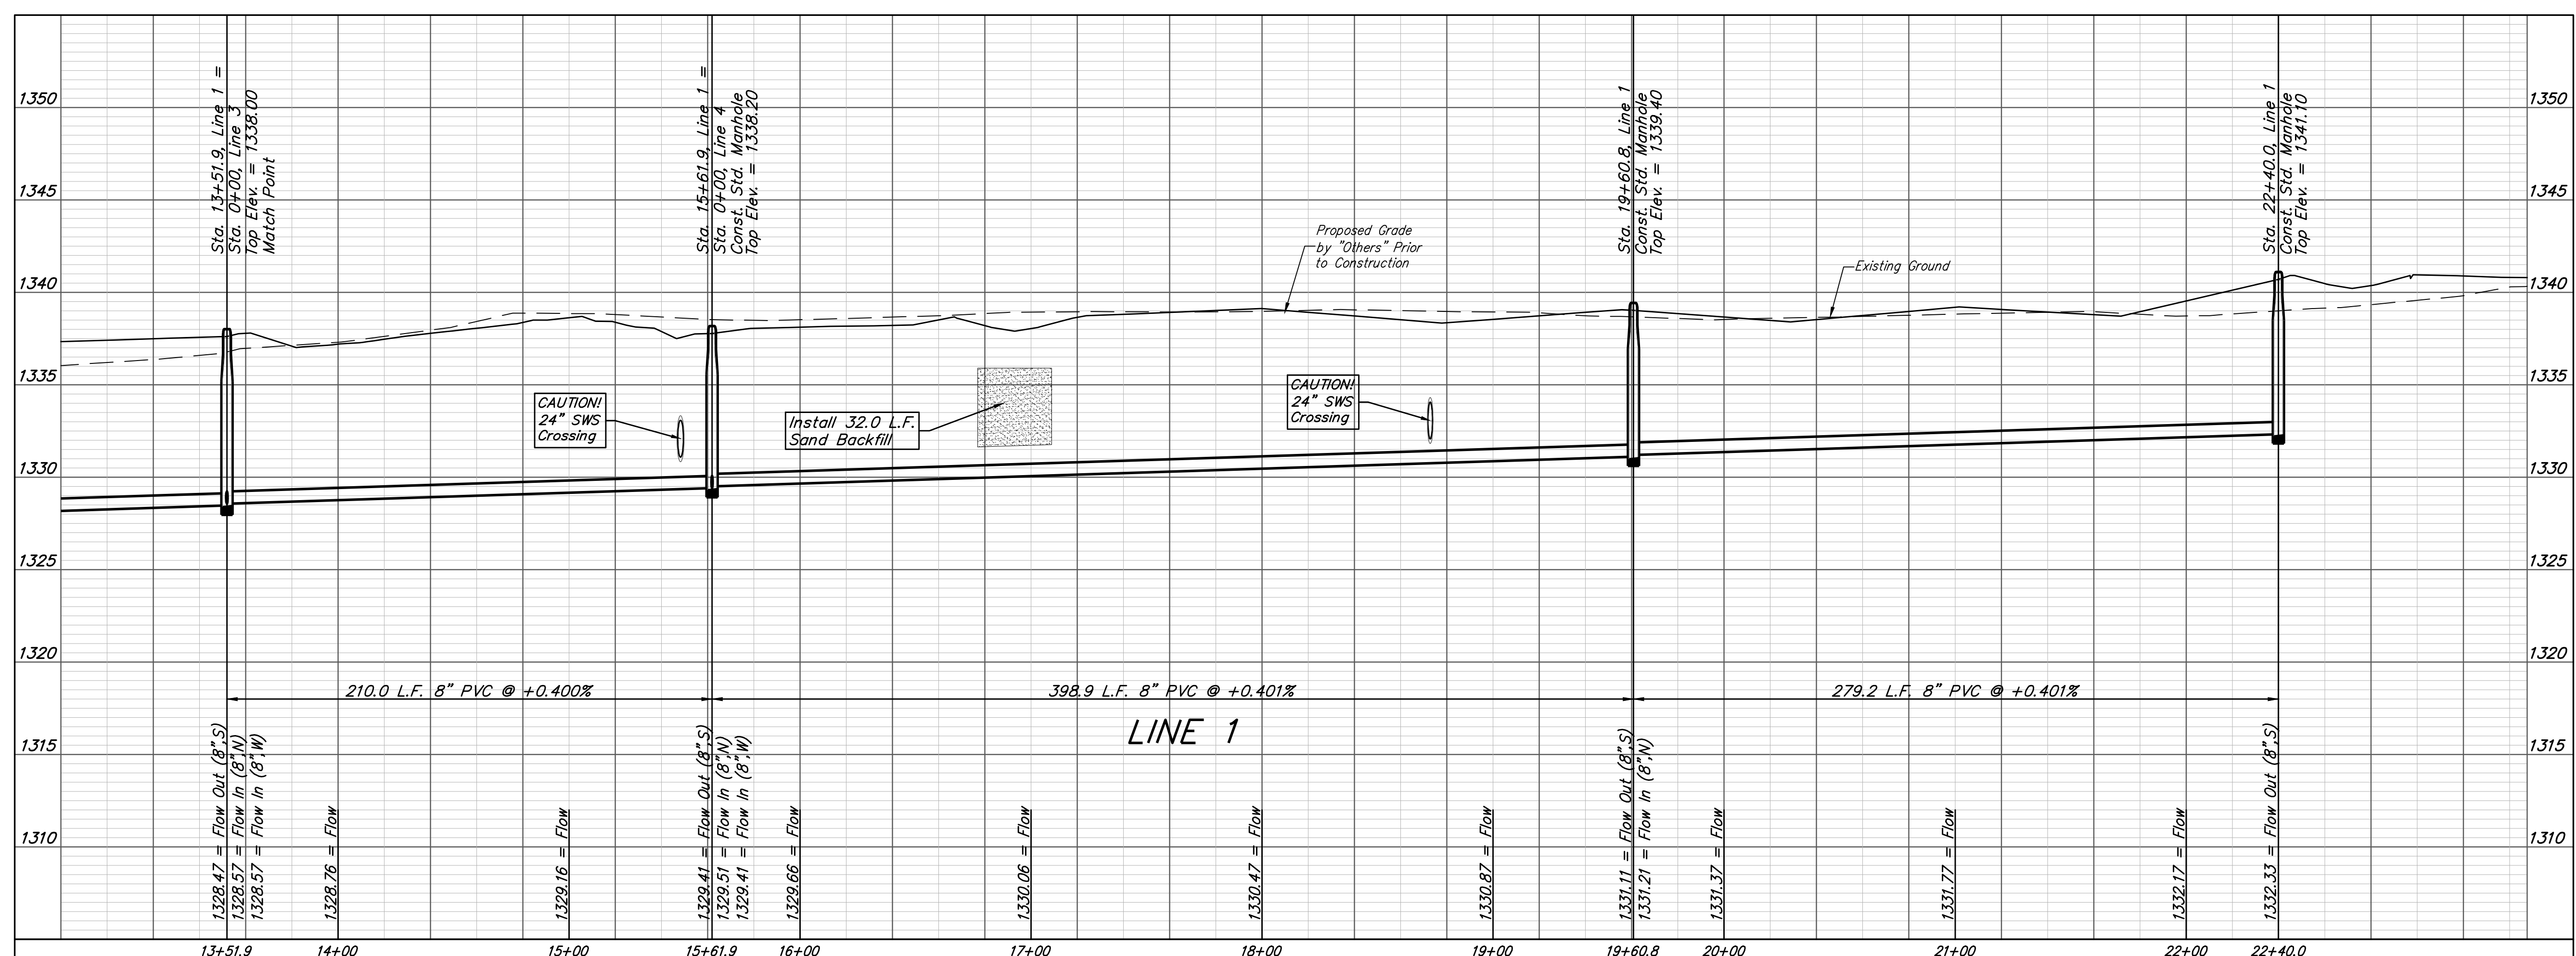 1350
1345
1340
1335
1330
1325
1320
1315
1310
Sta. 13+51.9, Line 1 =
Sta. 0+00, Line 3
Top Elev. = 1338.00
Match Point
Sta. 15+61.9, Line 1 =
Sta. 0+00, Line 4
Const. Std. Manhole
Top Elev. = 1338.20
Sta. 19+60.8, Line 1
Const. Std. Manhole
Top Elev. = 1339.40
Sta. 22+40.0, Line 1
Const. Std. Manhole
Top Elev. = 1341.10
1350
1345
1340
1335
1330
1325
1320
1315
1310
Proposed Grade
by "Others" Prior
to Construction
Existing Ground
CAUTION!
24" SWS
Crossing
Install 32.0 L.F.
Sand Backfill
CAUTION!
24" SWS
Crossing
210.0 L.F. 8" PVC @ +0.400%
398.9 L.F. 8" PVC @ +0.401%
279.2 L.F. 8" PVC @ +0.401%
LINE 1
1328.47 = Flow Out (8",S)
1328.57 = Flow In (8",N)
1328.57 = Flow In (8",W)
1328.76 = Flow
1329.16 = Flow
1329.41 = Flow Out (8",S)
1329.51 = Flow In (8",N)
1329.41 = Flow In (8",W)
1329.66 = Flow
1330.06 = Flow
1330.47 = Flow
1330.87 = Flow
1331.11 = Flow Out (8",S)
1331.21 = Flow In (8",N)
1331.37 = Flow
1331.77 = Flow
1332.17 = Flow
1332.33 = Flow Out (8",S)
13+51.9
14+00
15+00
15+61.9
16+00
17+00
18+00
19+00
19+60.8
20+00
21+00
22+00
22+40.0